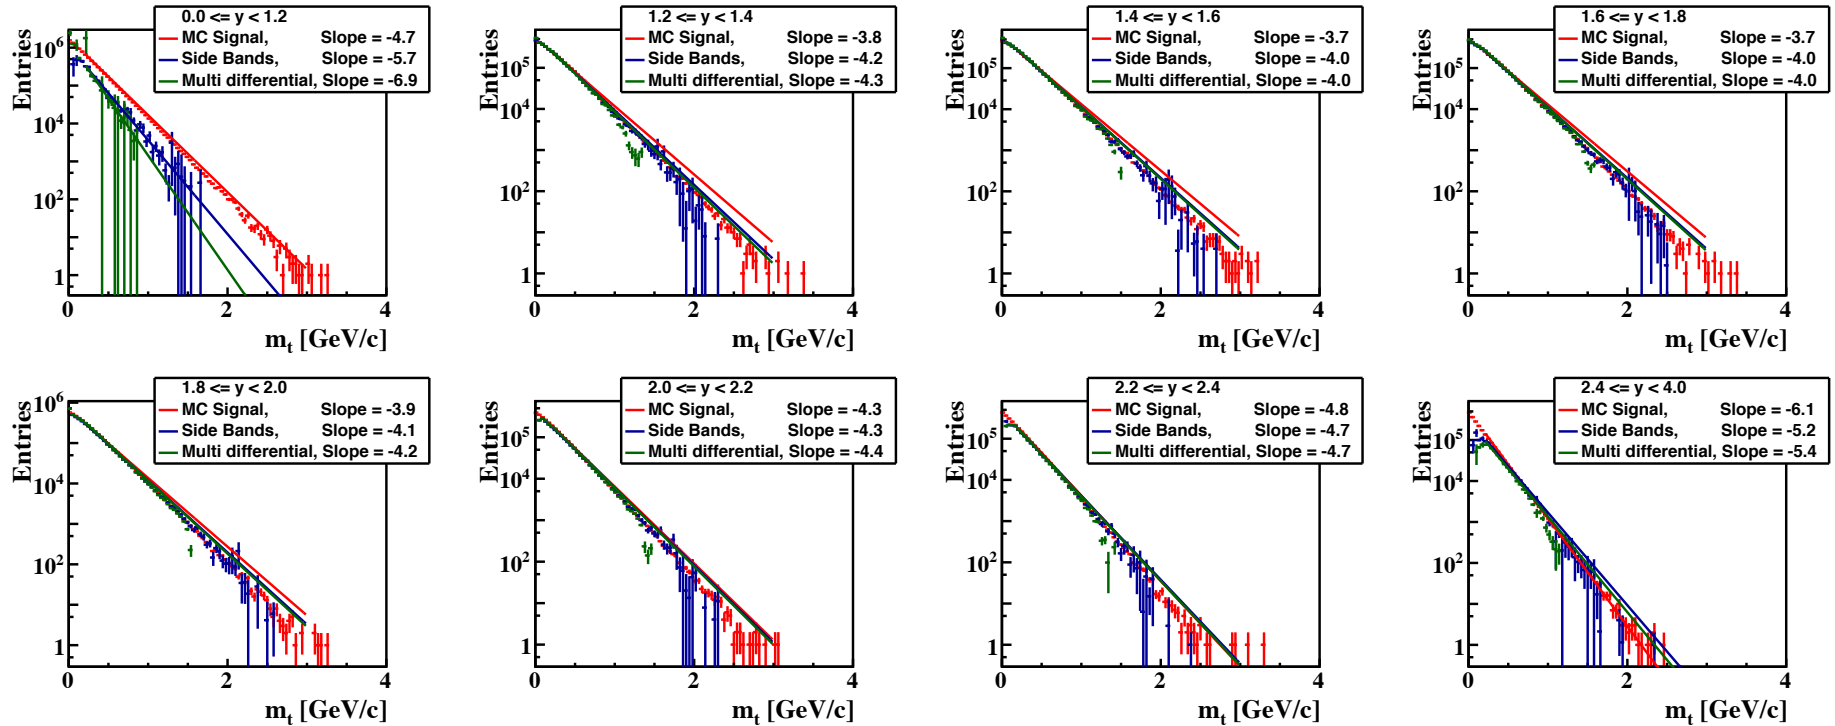 0.0 <= y < 1.2
MC Signal, Slope = -4.7
Side Bands, Slope = -5.7
Multi differential, Slope = -6.9
Entries
10^6
10^4
10^2
1
0 2 4
m_t [GeV/c]
1.2 <= y < 1.4
MC Signal, Slope = -3.8
Side Bands, Slope = -4.2
Multi differential, Slope = -4.3
Entries
10^5
10^4
10^2
1
0 2 4
m_t [GeV/c]
1.4 <= y < 1.6
MC Signal, Slope = -3.7
Side Bands, Slope = -4.0
Multi differential, Slope = -4.0
Entries
10^5
10^4
10^2
1
0 2 4
m_t [GeV/c]
1.6 <= y < 1.8
MC Signal, Slope = -3.7
Side Bands, Slope = -4.0
Multi differential, Slope = -4.0
Entries
10^5
10^4
10^2
1
0 2 4
m_t [GeV/c]
1.8 <= y < 2.0
MC Signal, Slope = -3.9
Side Bands, Slope = -4.1
Multi differential, Slope = -4.2
Entries
10^6
10^4
10^2
1
0 2 4
m_t [GeV/c]
2.0 <= y < 2.2
MC Signal, Slope = -4.3
Side Bands, Slope = -4.3
Multi differential, Slope = -4.4
Entries
10^5
10^4
10^2
1
0 2 4
m_t [GeV/c]
2.2 <= y < 2.4
MC Signal, Slope = -4.8
Side Bands, Slope = -4.7
Multi differential, Slope = -4.7
Entries
10^5
10^4
10^2
1
0 2 4
m_t [GeV/c]
2.4 <= y < 4.0
MC Signal, Slope = -6.1
Side Bands, Slope = -5.2
Multi differential, Slope = -5.4
Entries
10^5
10^4
10^2
1
0 2 4
m_t [GeV/c]